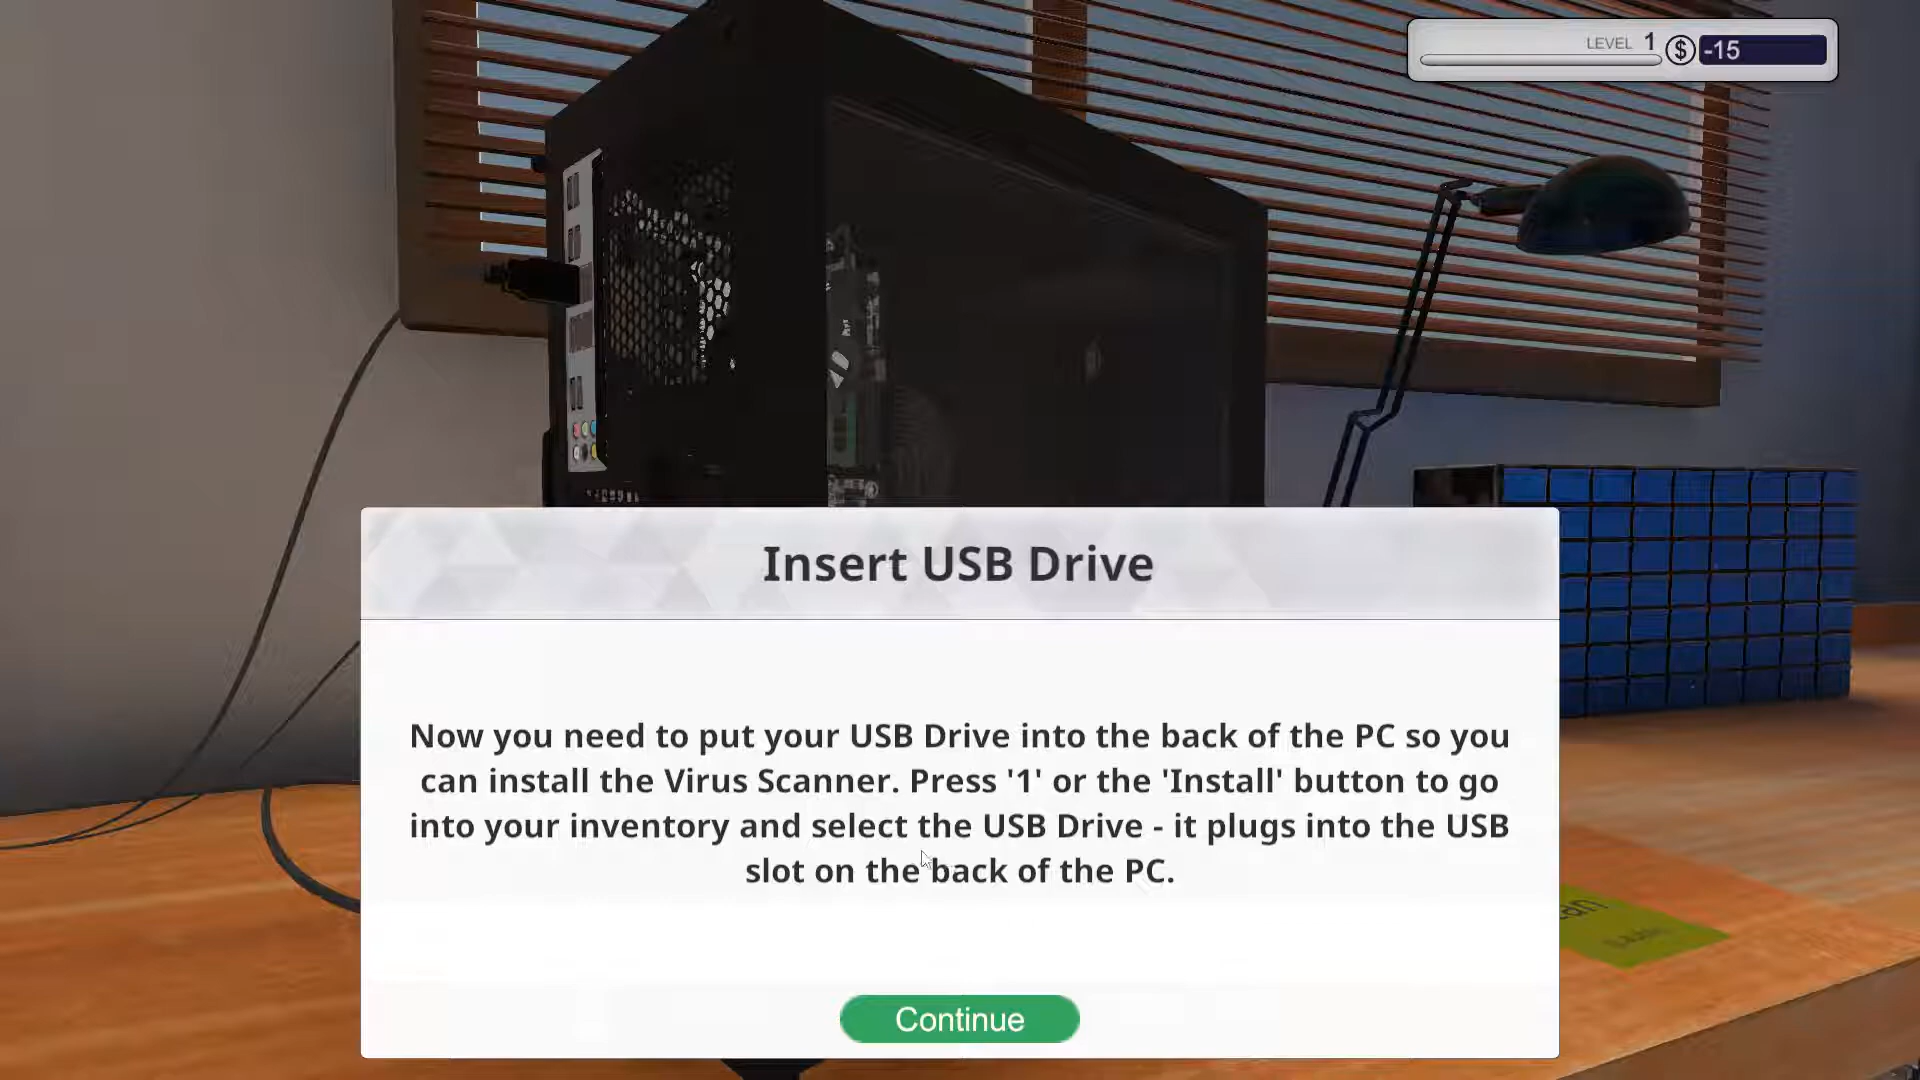 LEVEL 1 $ -15
Insert USB Drive
Now you need to put your USB Drive into the back of the PC so you
can install the Virus Scanner. Press '1' or the 'Install' button to go
into your inventory and select the USB Drive - it plugs into the USB
slot on the back of the PC.
Continue